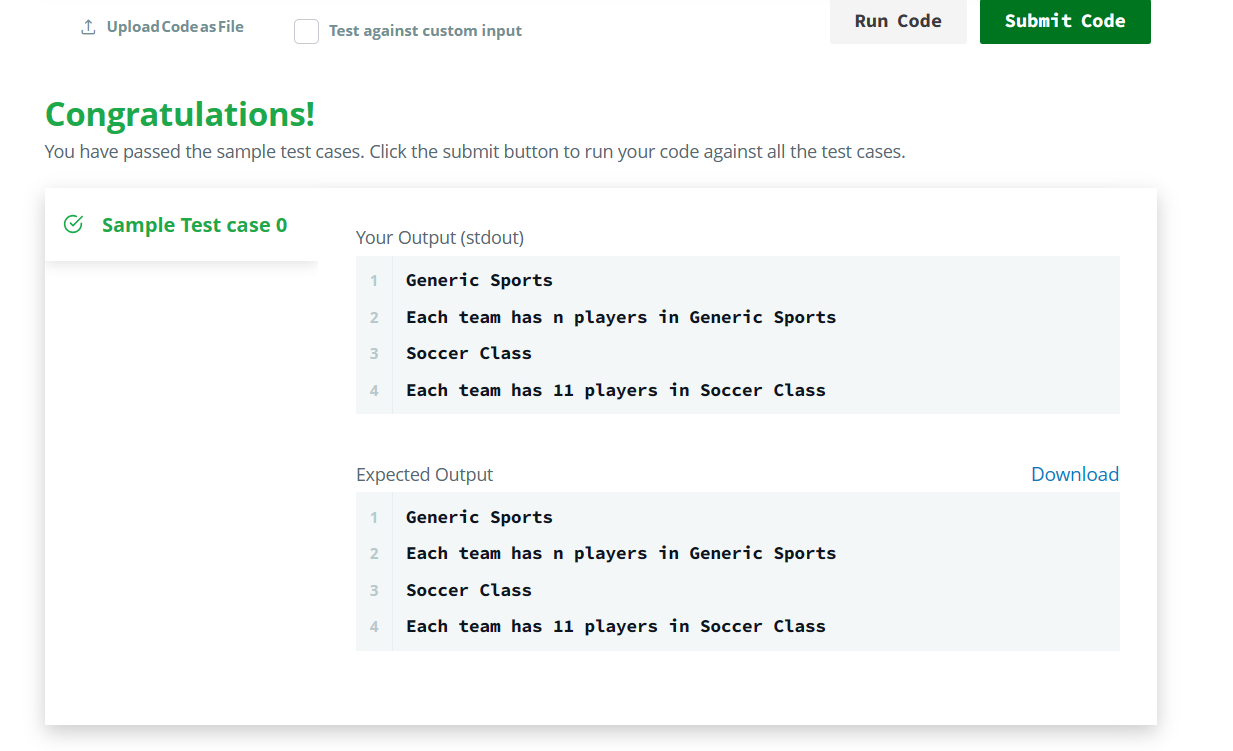 Upload Code as File
Test against custom input
Run Code
Submit Code
Congratulations!
You have passed the sample test cases. Click the submit button to run your code against all the test cases.
Sample Test case 0
Your Output (stdout)
1 Generic Sports
2 Each team has n players in Generic Sports
3 Soccer Class
4 Each team has 11 players in Soccer Class
Expected Output
Download
1 Generic Sports
2 Each team has n players in Generic Sports
3 Soccer Class
4 Each team has 11 players in Soccer Class